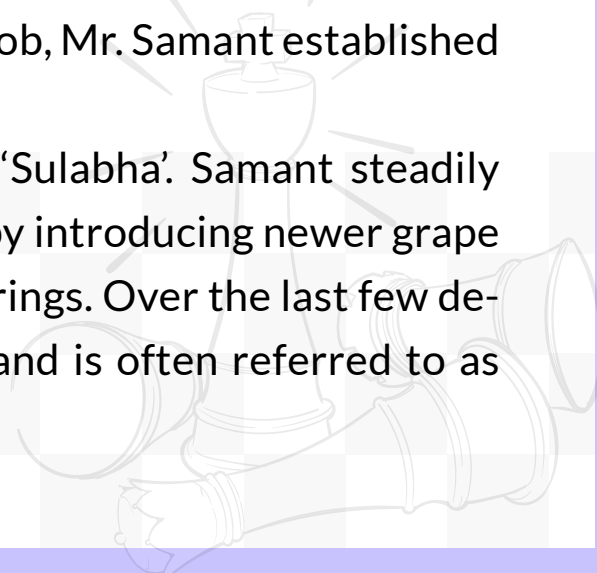 ob, Mr. Samant established
‘Sulabha’. Samant steadily
by introducing newer grape
rings. Over the last few de-
and is often referred to as